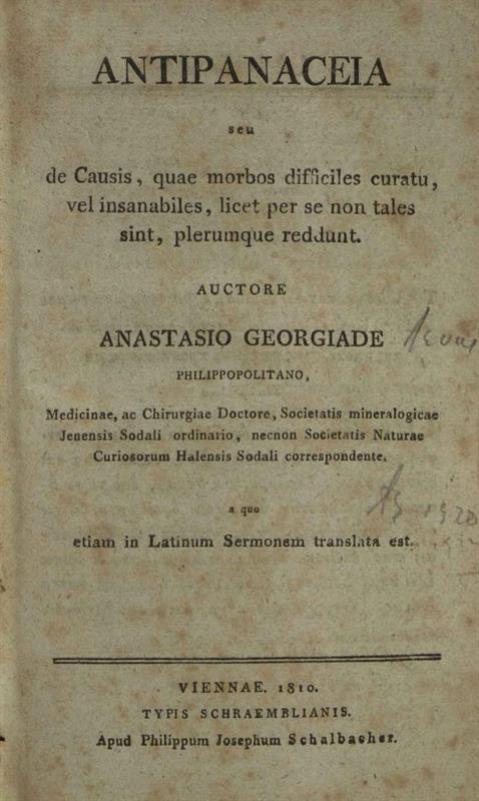 ANTIPANACEIA
seu
de Causis, quae morbos difficiles curatu,
vel insanabiles, licet per se non tales
sint, plerumque reddunt.
AUCTORE
ANASTASIO GEORGIADE
PHILIPPOPOLITANO,
Medicinae, ac Chirurgiae Doctore, Societatis mineralogicae
Jenensis Sodali ordinario, necnon Societatis Naturae
Curiosorum Halensis Sodali correspondente.
a quo
etiam in Latinum Sermonem translata est.
VIENNAE. 1810.
TYPIS SCHRAEMBLIANIS.
Apud Philippum Josephum Schalbacher.